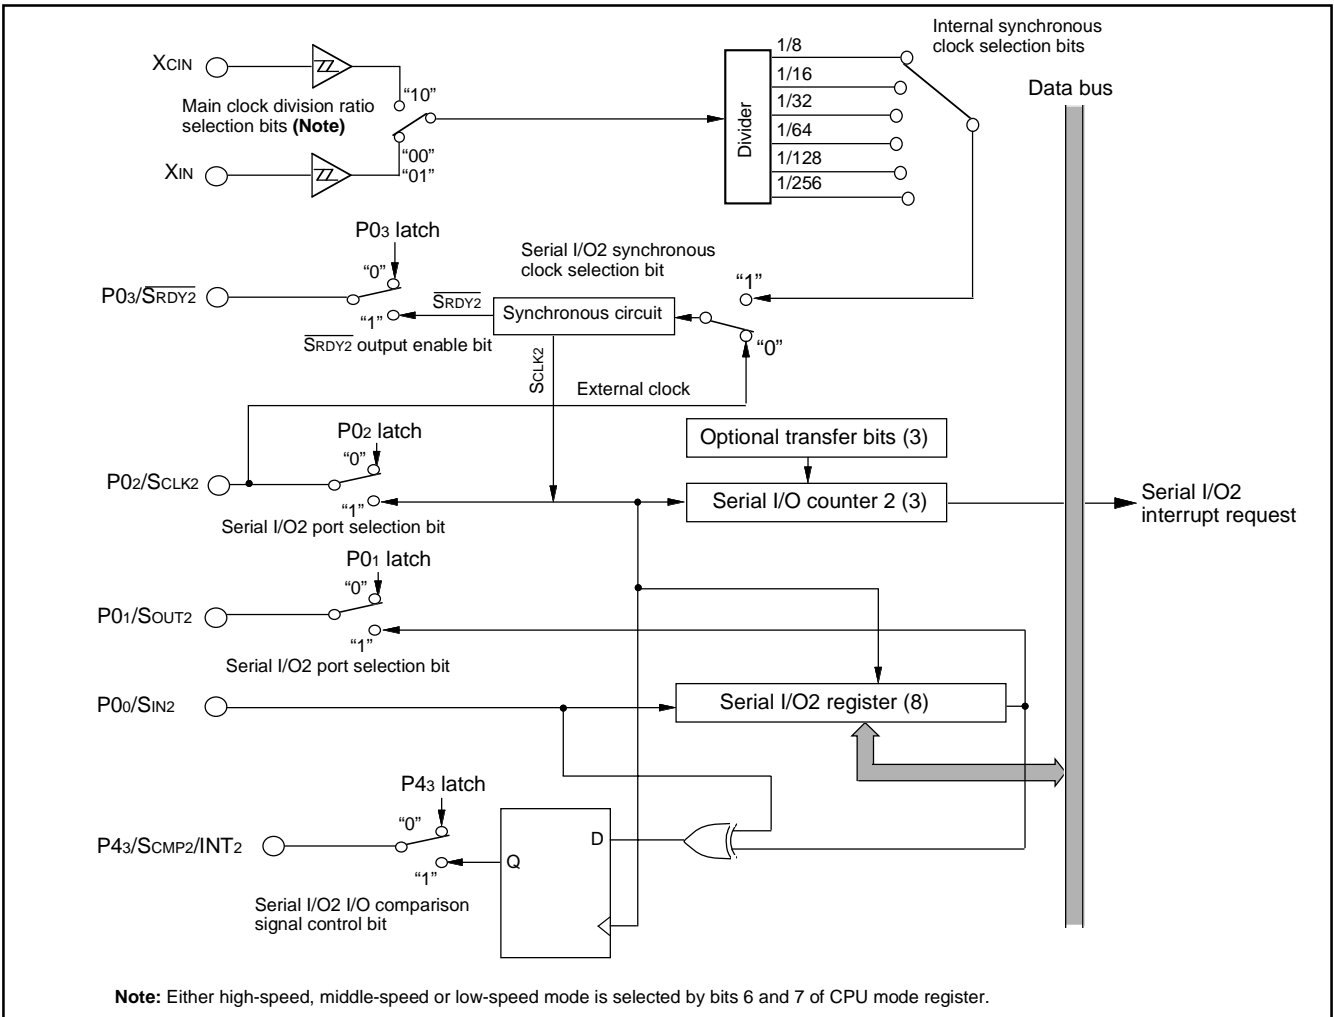 Internal synchronous
clock selection bits
1/8
XCIN
1/16
"10"
Data bus
Main clock division ratio
selection bits (Note)
1/32
Divider
1/64
"00"
1/128
XIN
"01"
1/256
P03 latch
Serial I/O2 synchronous
clock selection bit
"0"
"1"
P03/SRDY2
SRDY2
Synchronous circuit
"1"
SRDY2 output enable bit
"0"
SCLK2
External clock
P02 latch
Optional transfer bits (3)
"0"
P02/SCLK2
Serial I/O counter 2 (3)
Serial I/O2
interrupt request
"1"
Serial I/O2 port selection bit
P01 latch
"0"
P01/SOUT2
"1"
Serial I/O2 port selection bit
P00/SIN2
Serial I/O2 register (8)
P43 latch
"0"
D
P43/SCMP2/INT2
Q
"1"
Serial I/O2 I/O comparison
signal control bit
Note: Either high-speed, middle-speed or low-speed mode is selected by bits 6 and 7 of CPU mode register.